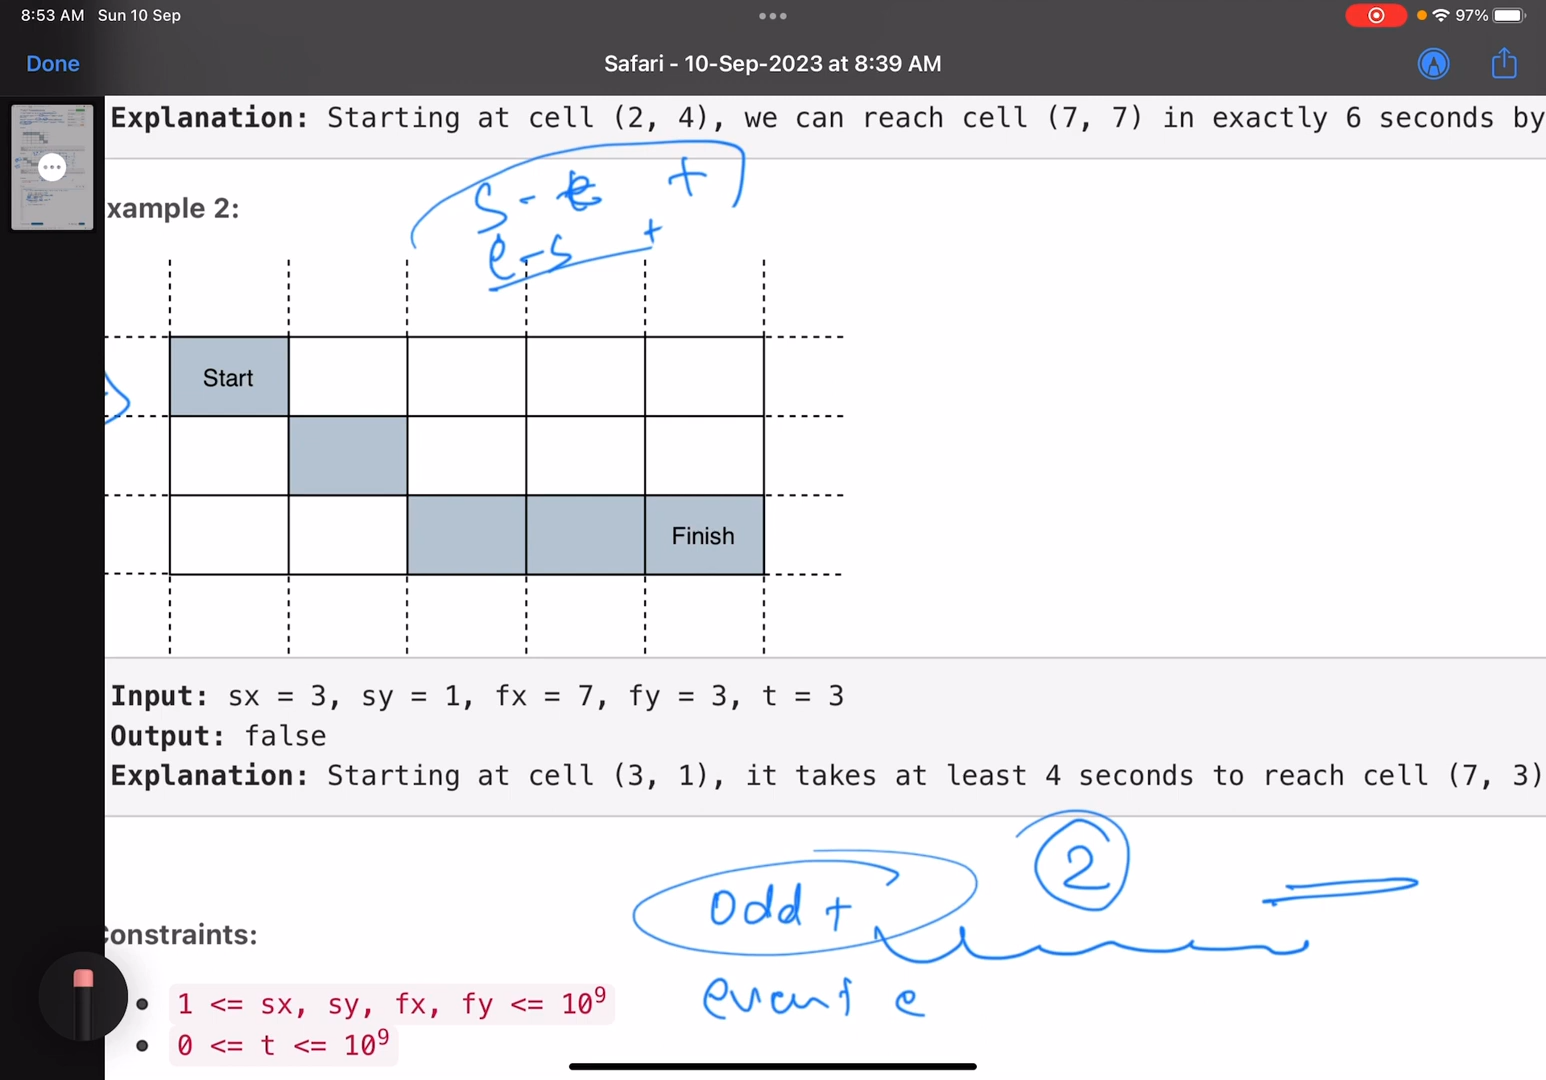 8:53 AM Sun 10 Sep
97%
Done
Safari - 10-Sep-2023 at 8:39 AM
Explanation: Starting at cell (2, 4), we can reach cell (7, 7) in exactly 6 seconds by
xample 2:
s - e +
e - s +
Start
Finish
Input: sx = 3, sy = 1, fx = 7, fy = 3, t = 3
Output: false
Explanation: Starting at cell (3, 1), it takes at least 4 seconds to reach cell (7, 3)
2
odd +
onstraints:
1 <= sx, sy, fx, fy <= 10⁹
0 <= t <= 10⁹